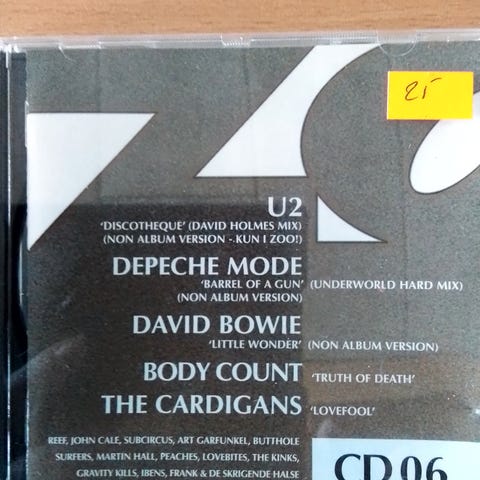 25-
U2
'DISCOTHEQUE' (DAVID HOLMES MIX)
(NON ALBUM VERSION - KUN I ZOO!)
DEPECHE MODE
'BARREL OF A GUN' (UNDERWORLD HARD MIX)
(NON ALBUM VERSION)
DAVID BOWIE
'LITTLE WONDER' (NON ALBUM VERSION)
BODY COUNT 'TRUTH OF DEATH'
THE CARDIGANS 'LOVEFOOL'
REEF, JOHN CALE, SUBCIRCUS, ART GARFUNKEL, BUTTHOLE
SURFERS, MARTIN HALL, PEACHES, LOVEBITES, THE KINKS,
GRAVITY KILLS, IBENS, FRANK & DE SKRIGENDE HALSE
CD 06